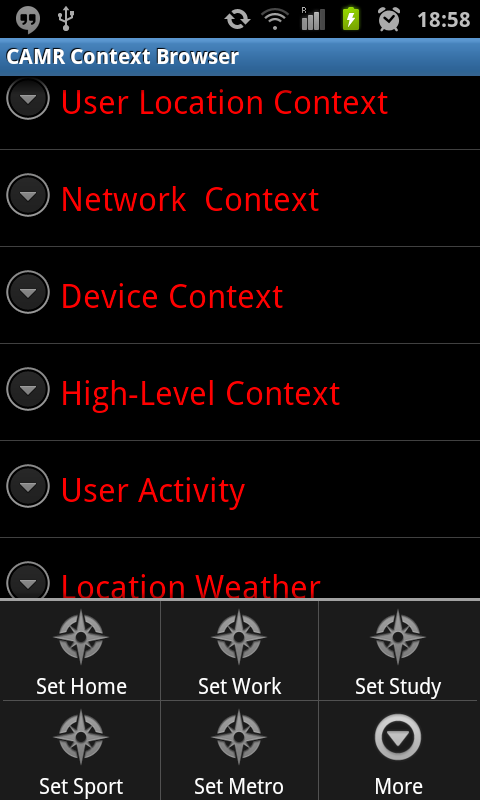 R
18:58
CAMR Context Browser
User Location Context
Network  Context
Device Context
High-Level Context
User Activity
Location Weather
Set Home
Set Work
Set Study
Set Sport
Set Metro
More